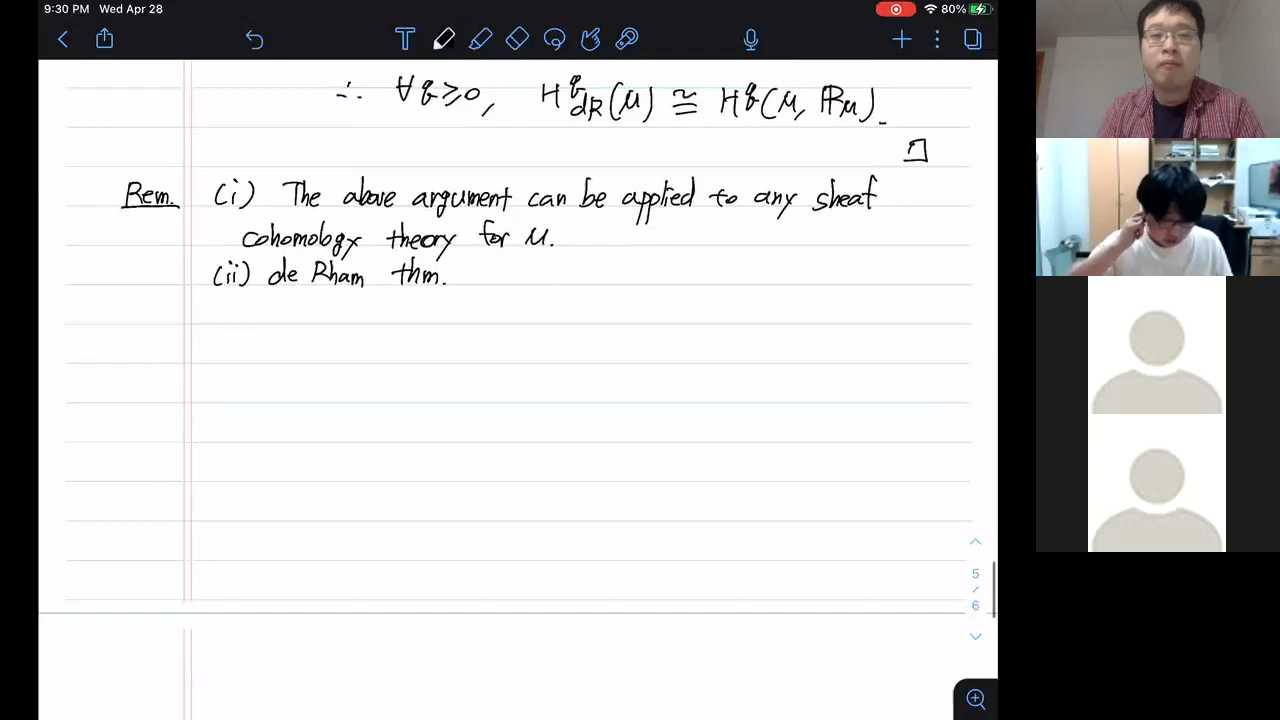 9:30 PM Wed Apr 28
80%
∴ ∀q≥0, H^q_dR(M) ≅ H^q(M, ℝ_M).
Rem. (i) The above argument can be applied to any sheaf
cohomology theory for M.
(ii) de Rham thm.
5
/
6